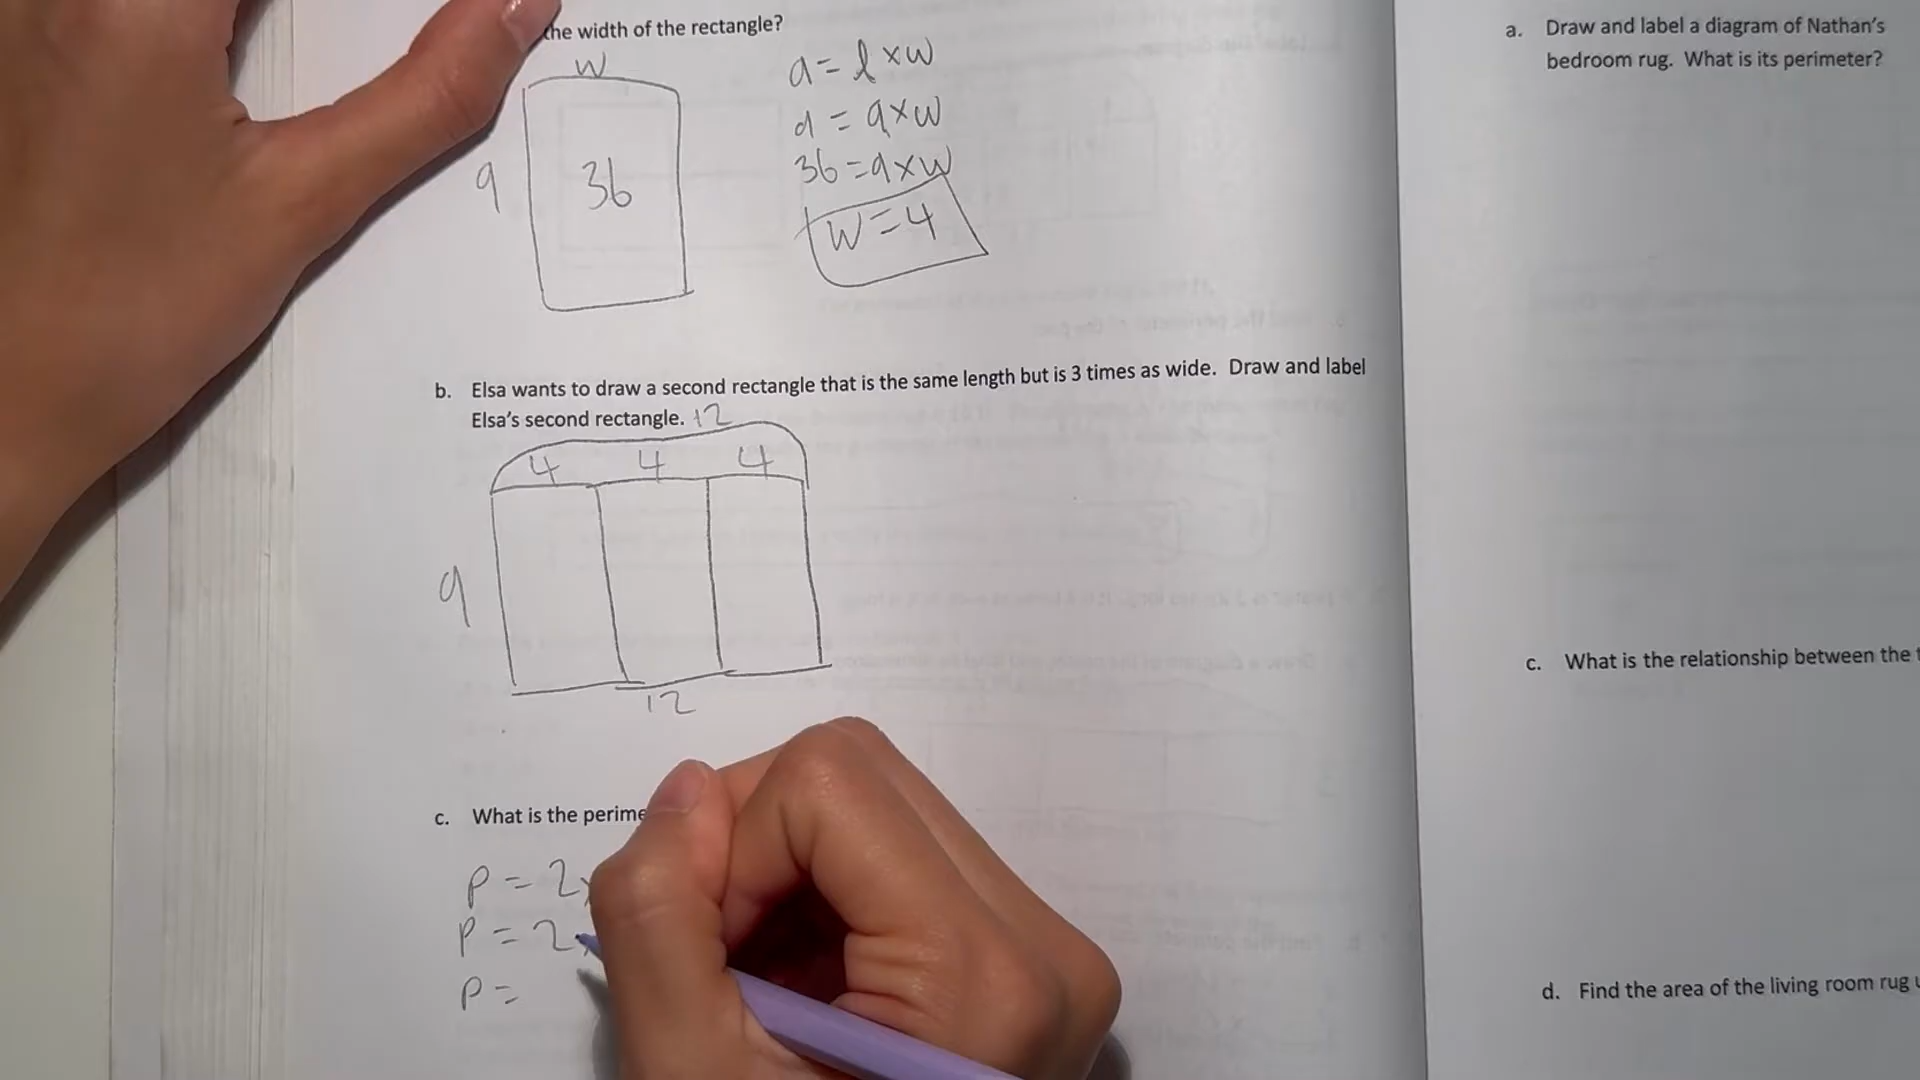 the width of the rectangle?
W
9
36
a = l x w
a = 9 x w
36 = 9 x w
W = 4
b. Elsa wants to draw a second rectangle that is the same length but is 3 times as wide. Draw and label
Elsa's second rectangle. 12
4 4 4
9
12
c. What is the perime
P = 2x
P = 2
P =
a. Draw and label a diagram of Nathan's
bedroom rug. What is its perimeter?
c. What is the relationship between the
d. Find the area of the living room rug